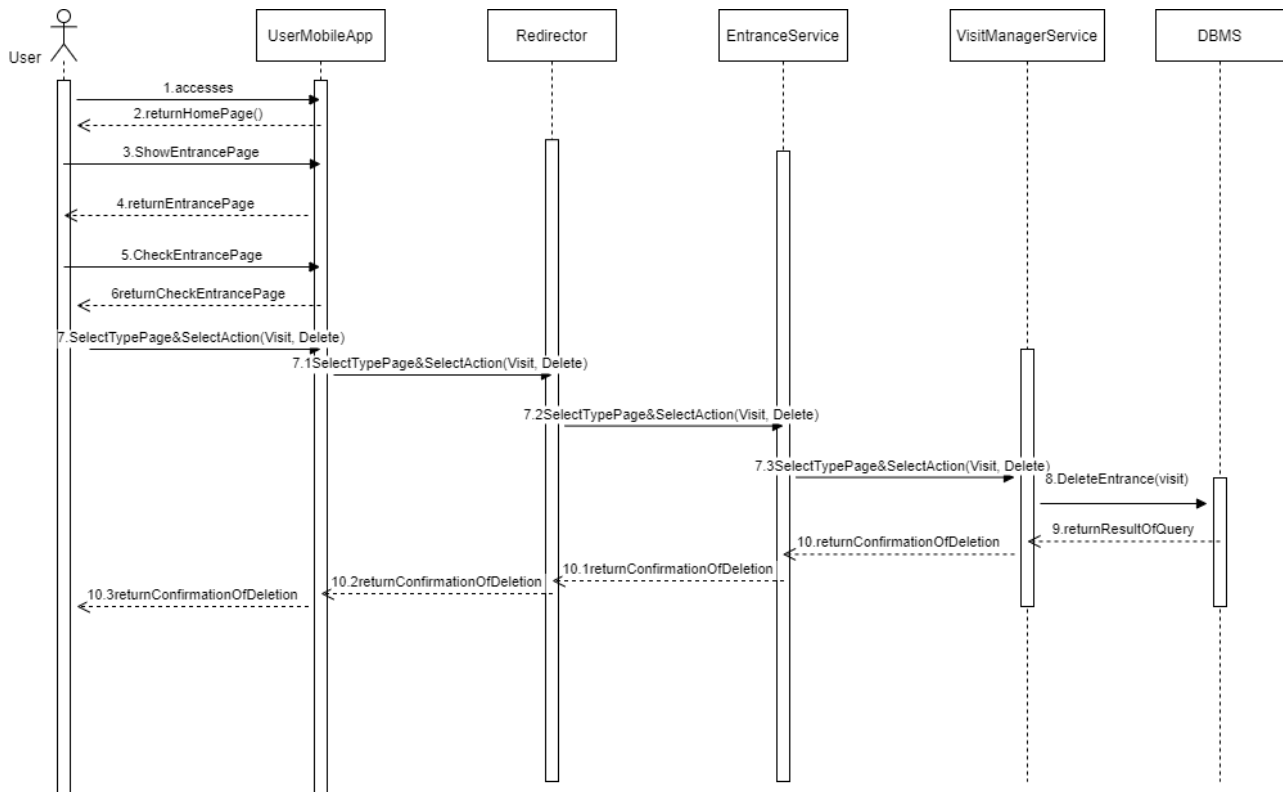 User
UserMobileApp
Redirector
EntranceService
VisitManagerService
DBMS
1.accesses
2.returnHomePage()
3.ShowEntrancePage
4.returnEntrancePage
5.CheckEntrancePage
6returnCheckEntrancePage
7.SelectTypePage&SelectAction(Visit, Delete)
7.1SelectTypePage&SelectAction(Visit, Delete)
7.2SelectTypePage&SelectAction(Visit, Delete)
7.3SelectTypePage&SelectAction(Visit, Delete)
8.DeleteEntrance(visit)
9.returnResultOfQuery
10.returnConfirmationOfDeletion
10.1returnConfirmationOfDeletion
10.2returnConfirmationOfDeletion
10.3returnConfirmationOfDeletion